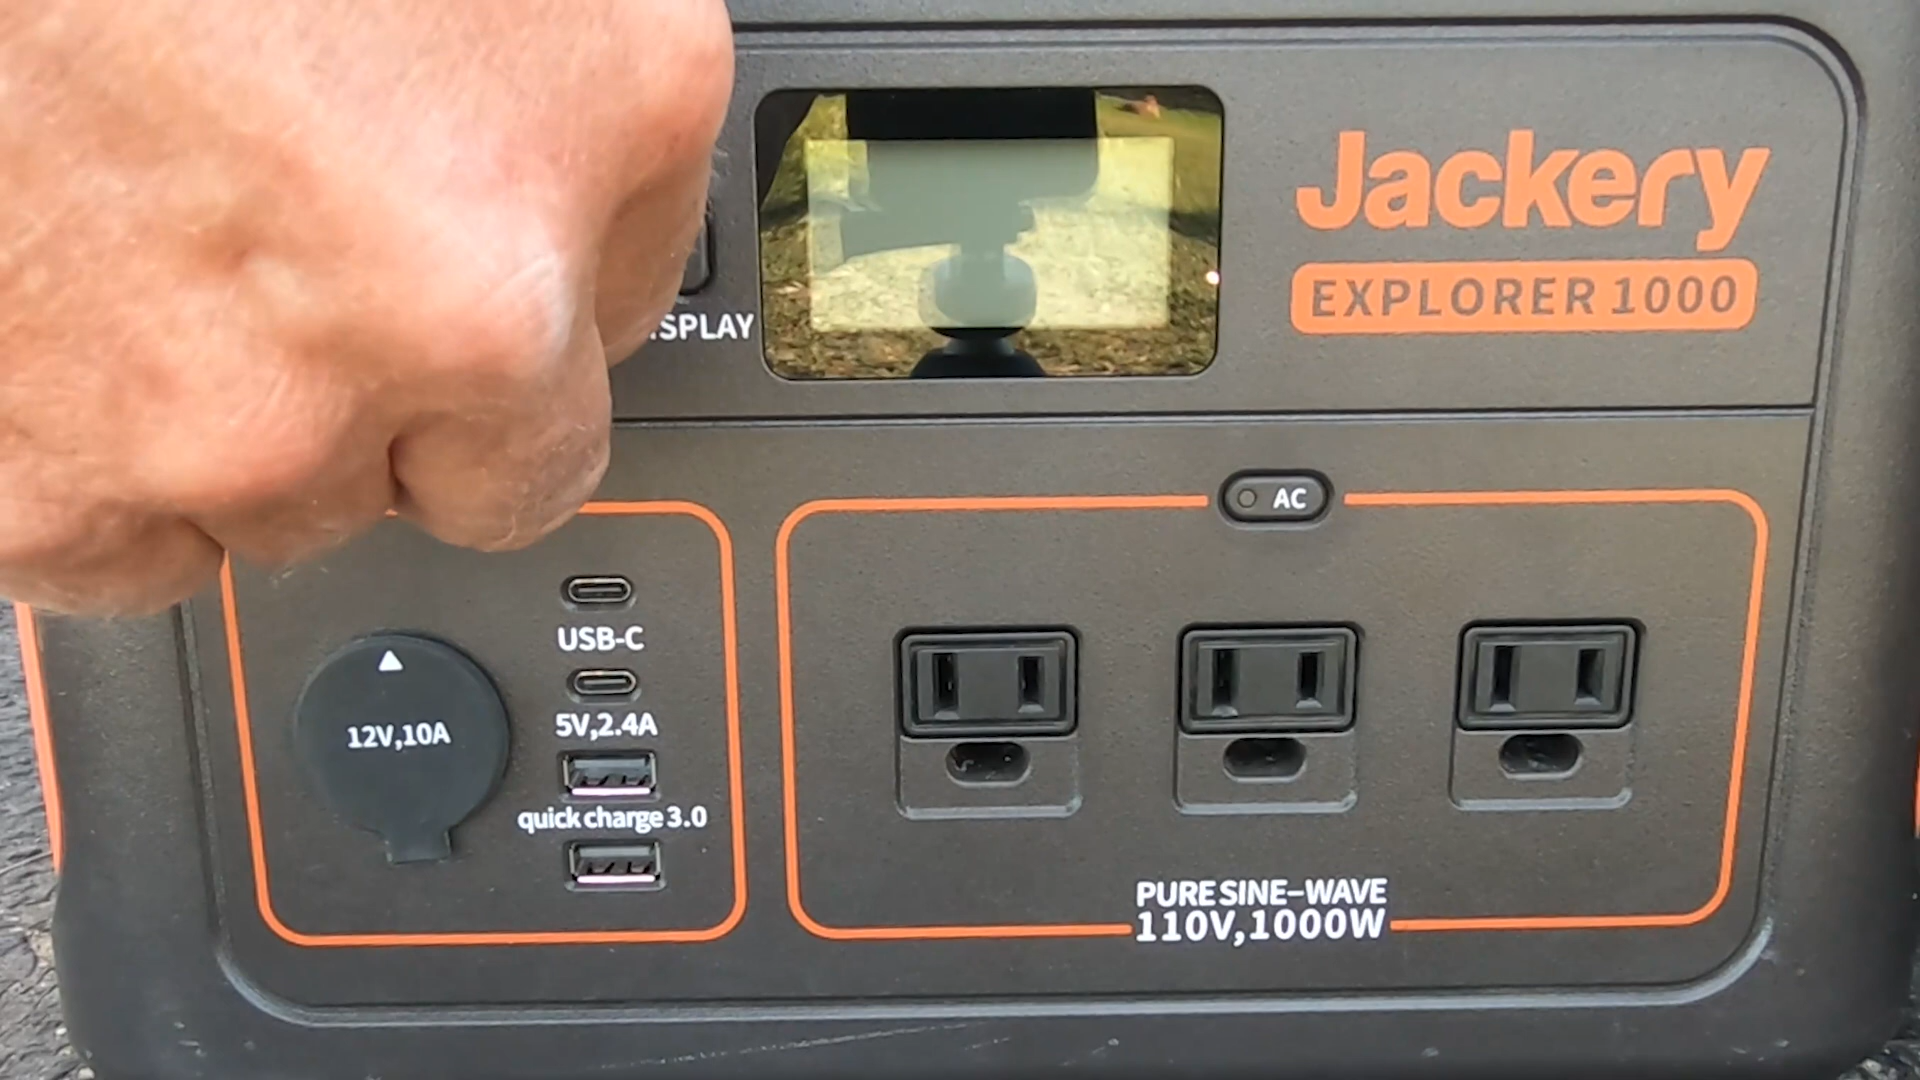 Jackery
EXPLORER 1000
ISPLAY
AC
USB-C
5V,2.4A
12V,10A
quick charge 3.0
PURE SINE-WAVE
110V,1000W